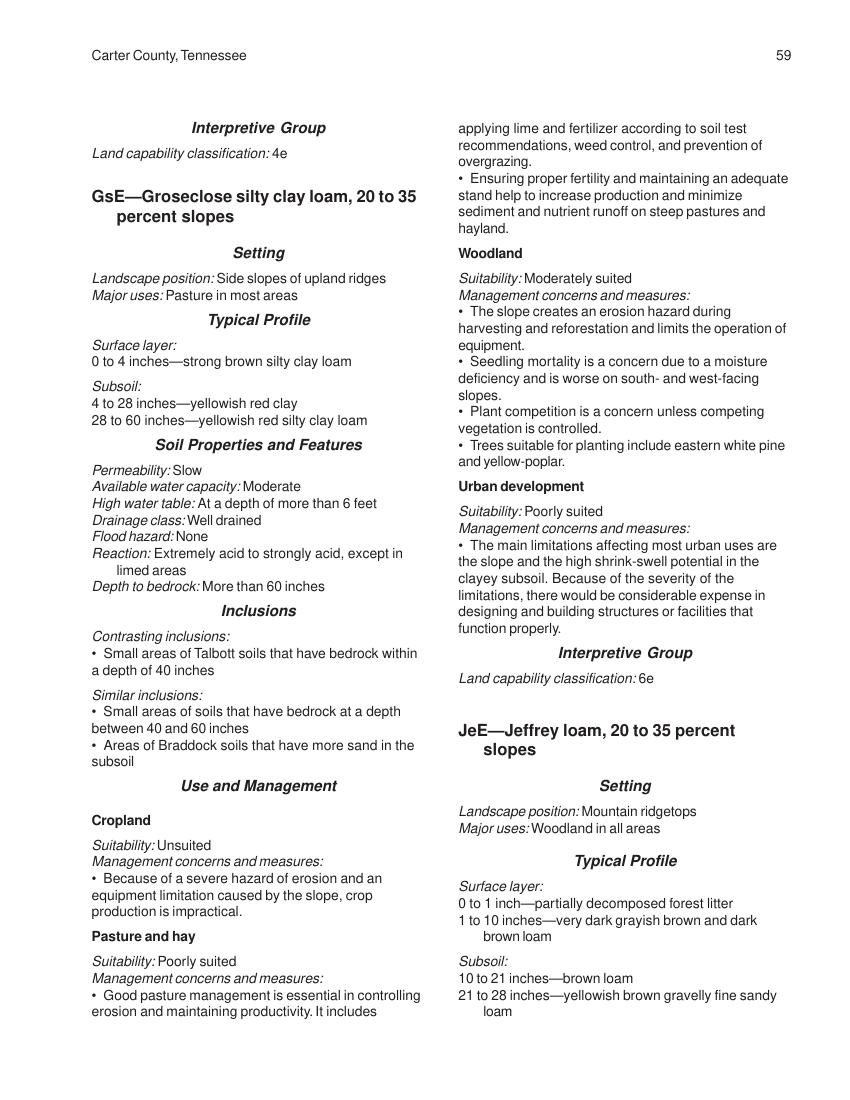 Carter County, Tennessee
59
Interpretive Group
Land capability classification: 4e
GsE—Groseclose silty clay loam, 20 to 35
percent slopes
Setting
Landscape position: Side slopes of upland ridges
Major uses: Pasture in most areas
Typical Profile
Surface layer:
0 to 4 inches—strong brown silty clay loam
Subsoil:
4 to 28 inches—yellowish red clay
28 to 60 inches—yellowish red silty clay loam
Soil Properties and Features
Permeability: Slow
Available water capacity: Moderate
High water table: At a depth of more than 6 feet
Drainage class: Well drained
Flood hazard: None
Reaction: Extremely acid to strongly acid, except in
limed areas
Depth to bedrock: More than 60 inches
Inclusions
Contrasting inclusions:
• Small areas of Talbott soils that have bedrock within
a depth of 40 inches
Similar inclusions:
• Small areas of soils that have bedrock at a depth
between 40 and 60 inches
• Areas of Braddock soils that have more sand in the
subsoil
Use and Management
Cropland
Suitability: Unsuited
Management concerns and measures:
• Because of a severe hazard of erosion and an
equipment limitation caused by the slope, crop
production is impractical.
Pasture and hay
Suitability: Poorly suited
Management concerns and measures:
• Good pasture management is essential in controlling
erosion and maintaining productivity. It includes
applying lime and fertilizer according to soil test
recommendations, weed control, and prevention of
overgrazing.
• Ensuring proper fertility and maintaining an adequate
stand help to increase production and minimize
sediment and nutrient runoff on steep pastures and
hayland.
Woodland
Suitability: Moderately suited
Management concerns and measures:
• The slope creates an erosion hazard during
harvesting and reforestation and limits the operation of
equipment.
• Seedling mortality is a concern due to a moisture
deficiency and is worse on south- and west-facing
slopes.
• Plant competition is a concern unless competing
vegetation is controlled.
• Trees suitable for planting include eastern white pine
and yellow-poplar.
Urban development
Suitability: Poorly suited
Management concerns and measures:
• The main limitations affecting most urban uses are
the slope and the high shrink-swell potential in the
clayey subsoil. Because of the severity of the
limitations, there would be considerable expense in
designing and building structures or facilities that
function properly.
Interpretive Group
Land capability classification: 6e
JeE—Jeffrey loam, 20 to 35 percent
slopes
Setting
Landscape position: Mountain ridgetops
Major uses: Woodland in all areas
Typical Profile
Surface layer:
0 to 1 inch—partially decomposed forest litter
1 to 10 inches—very dark grayish brown and dark
brown loam
Subsoil:
10 to 21 inches—brown loam
21 to 28 inches—yellowish brown gravelly fine sandy
loam